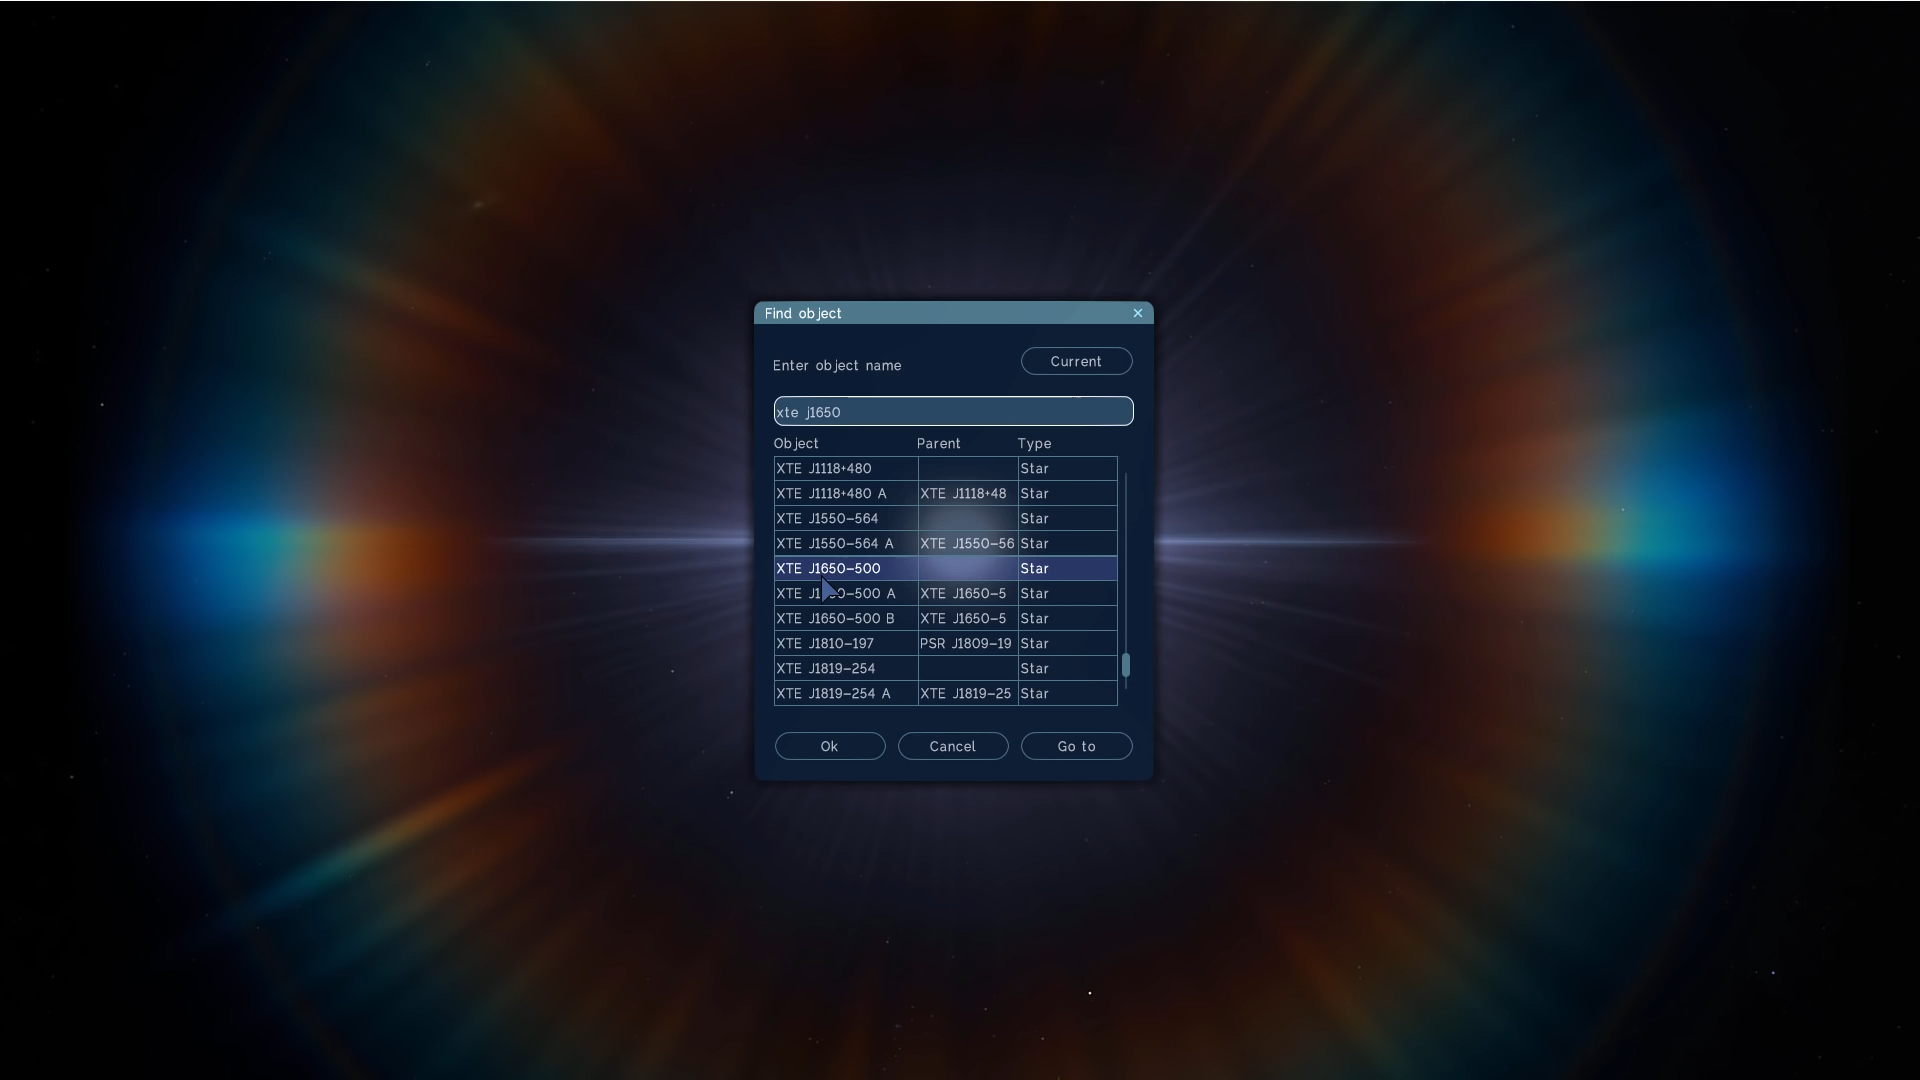 Find object
Enter object name
Current
xte j1650
Object Parent Type
XTE J1118+480 Star
XTE J1118+480 A XTE J1118+48 Star
XTE J1550-564 Star
XTE J1550-564 A XTE J1550-56 Star
XTE J1650-500 Star
XTE J1650-500 A XTE J1650-5 Star
XTE J1650-500 B XTE J1650-5 Star
XTE J1810-197 PSR J1809-19 Star
XTE J1819-254 Star
XTE J1819-254 A XTE J1819-25 Star
Ok Cancel Go to